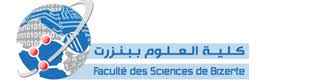 كلية العلوم ببنزرت
Faculté des Sciences de Bizerte